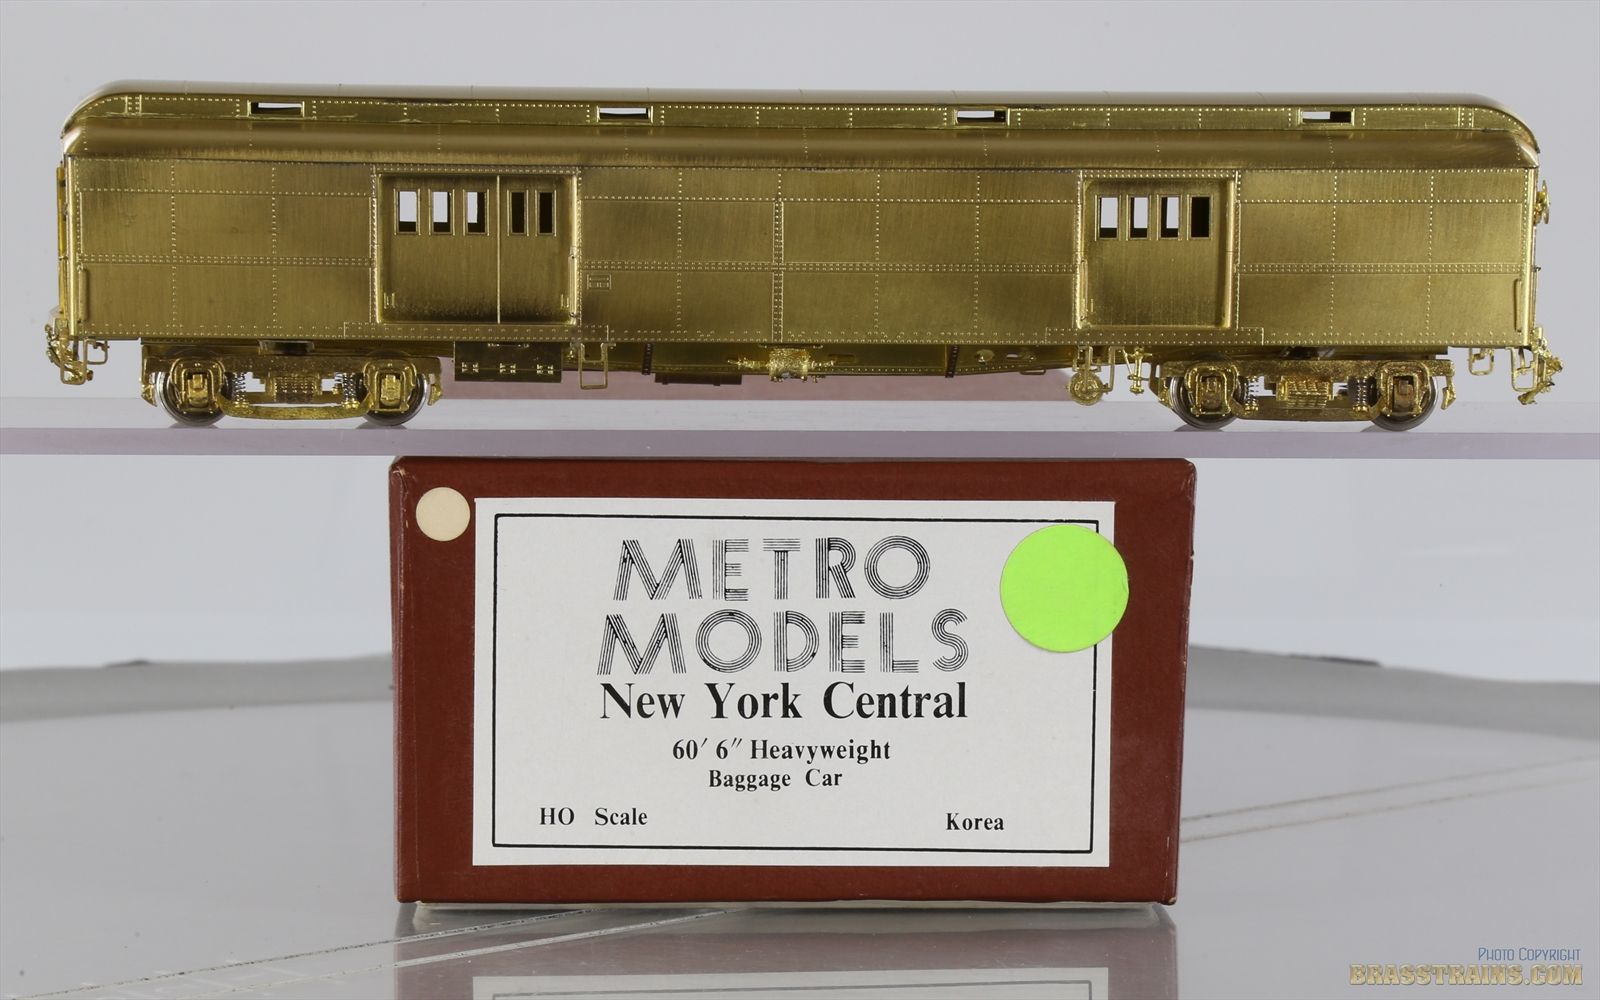 METRO
MODELS
New York Central
60' 6" Heavyweight
Baggage Car
HO Scale
Korea
PHOTO COPYRIGHT
BRASSTRAINS.COM